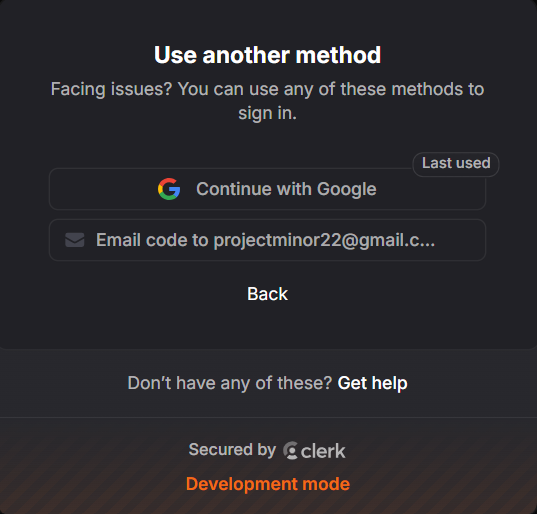 Use another method
Facing issues? You can use any of these methods to
sign in.
Last used
Continue with Google
Email code to projectminor22@gmail.c...
Back
Don’t have any of these? Get help
Secured by clerk
Development mode